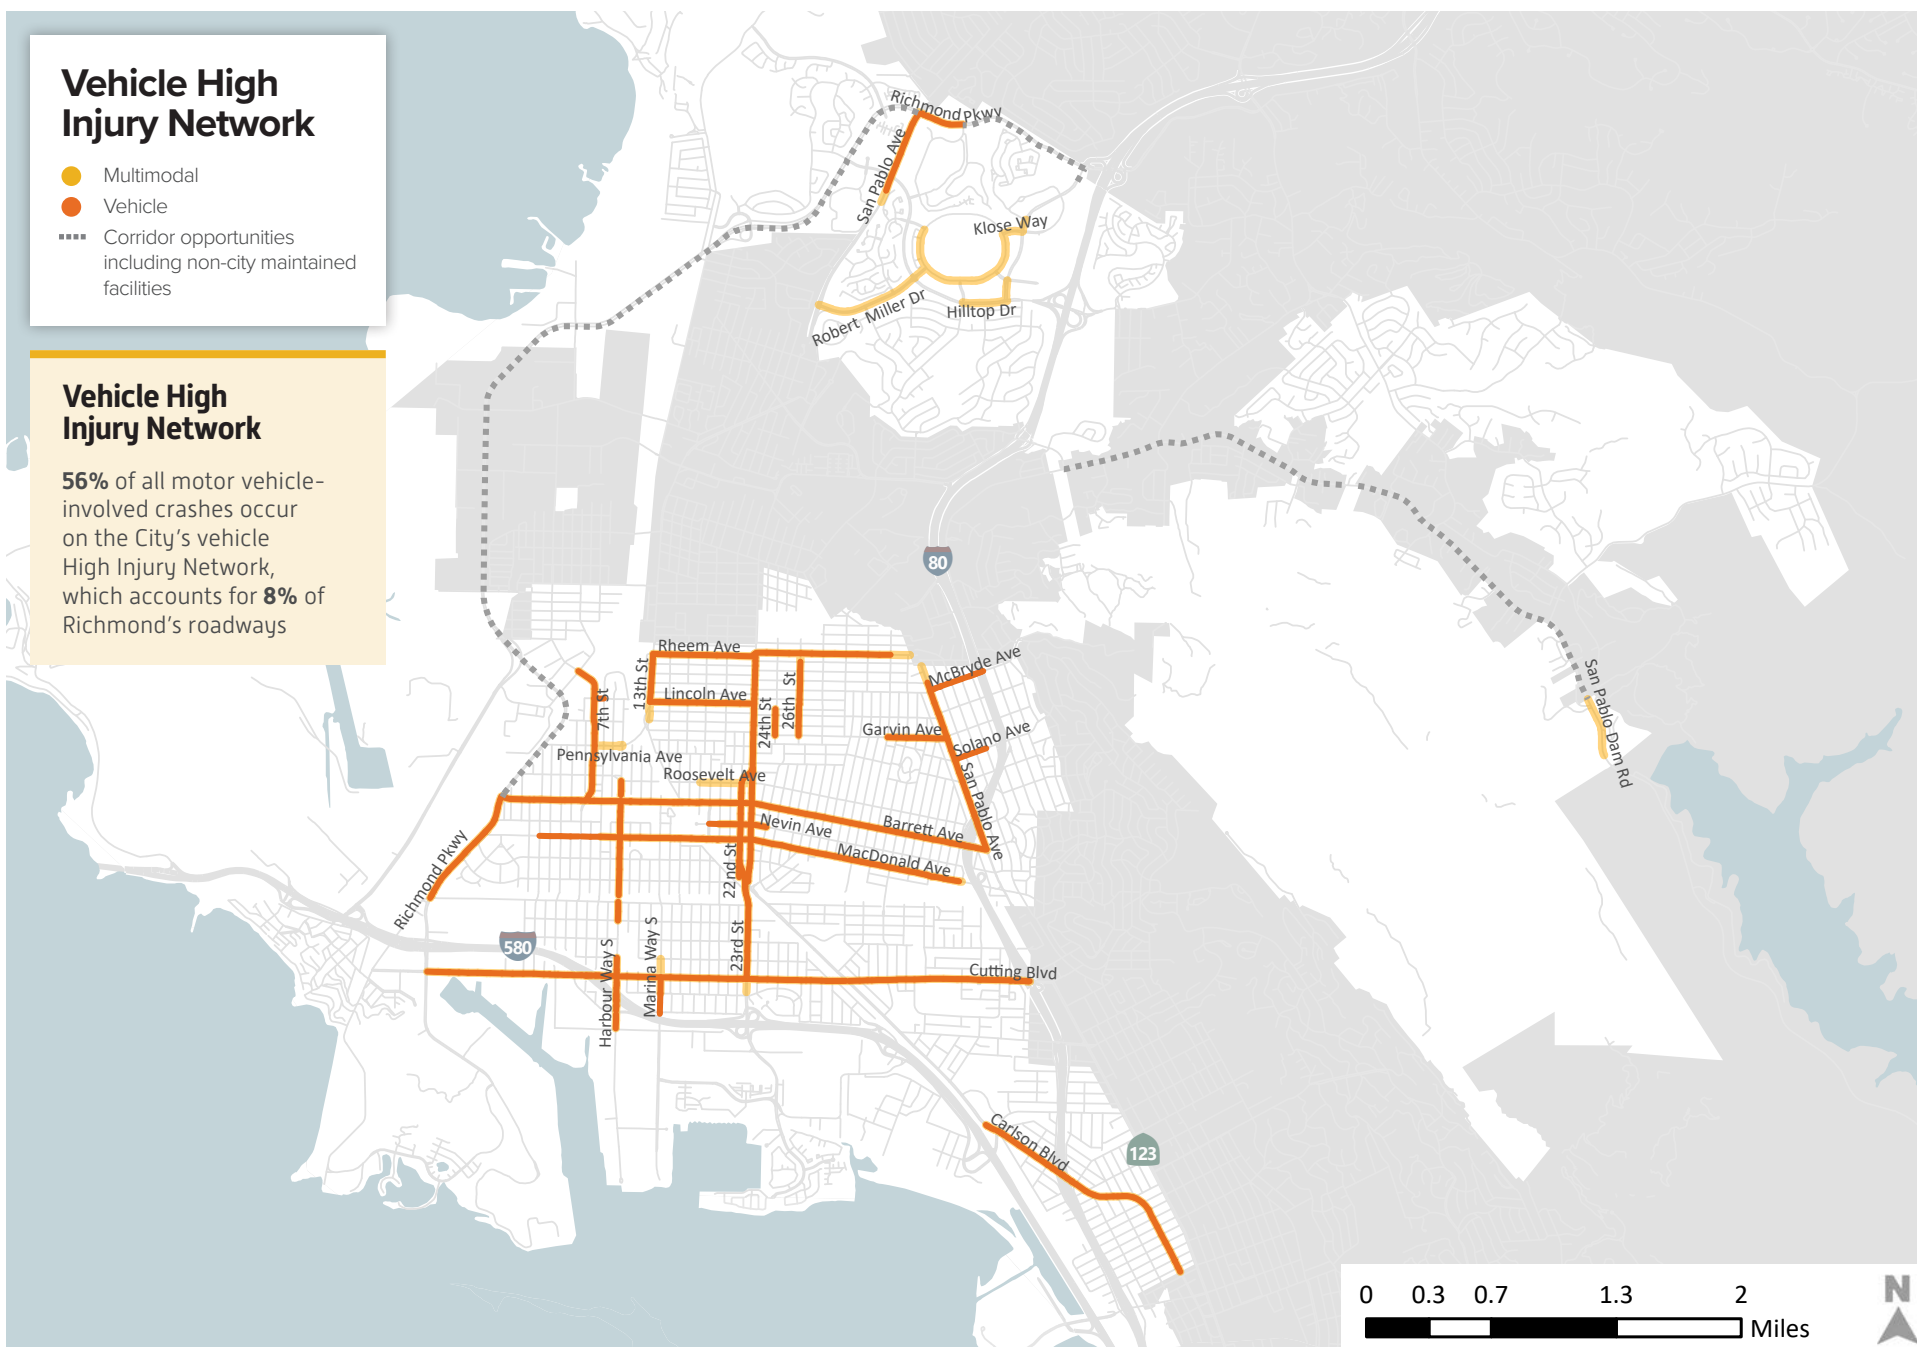 Vehicle High
Injury Network
Multimodal
Vehicle
Corridor opportunities
including non-city maintained
facilities
Vehicle High
Injury Network
56% of all motor vehicle-
involved crashes occur
on the City's vehicle
High Injury Network,
which accounts for 8% of
Richmond's roadways
Richmond Pkwy
San Pablo Ave
Klose Way
Robert Miller Dr
Hilltop Dr
80
Rheem Ave
13th St
McBryde Ave
San Pablo Dam Rd
7th St
Lincoln Ave
24th St
26th St
Garvin Ave
Solano Ave
Pennsylvania Ave
Roosevelt Ave
San Pablo Ave
Nevin Ave
Barrett Ave
Richmond Pkwy
22nd St
MacDonald Ave
580
Harbour Way S
Marina Way S
23rd St
Cutting Blvd
Carlson Blvd
123
0 0.3 0.7 1.3 2
Miles
N